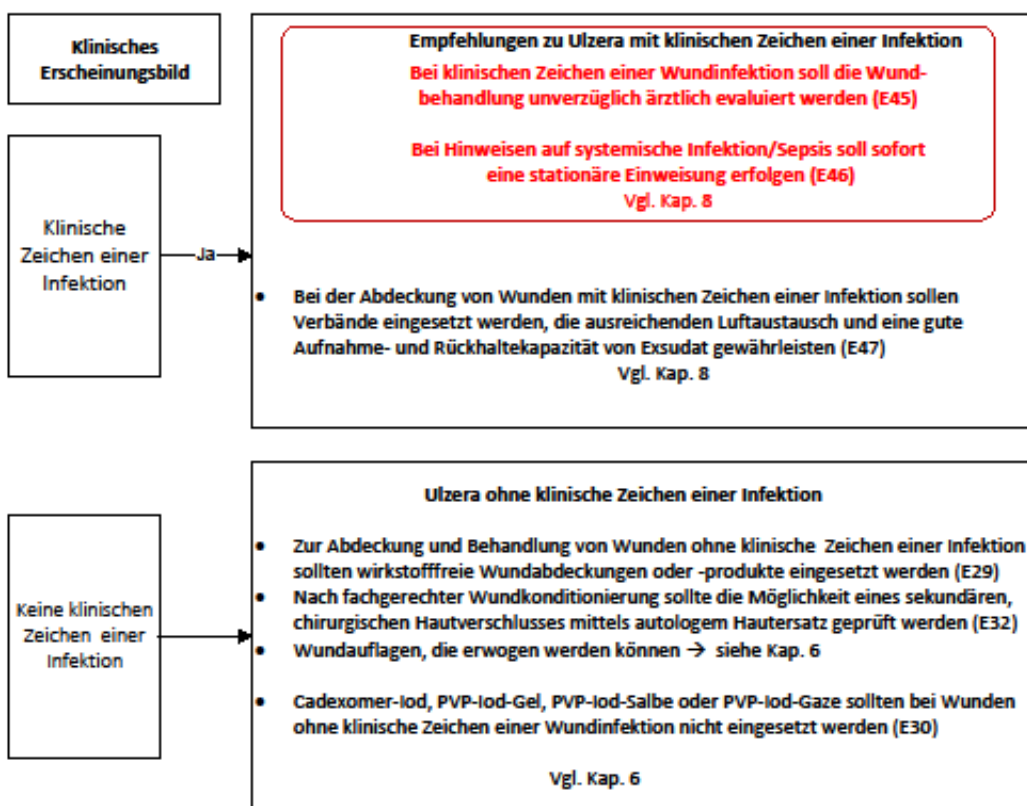 Klinisches
Erscheinungsbild
Empfehlungen zu Ulzera mit klinischen Zeichen einer Infektion
Bei klinischen Zeichen einer Wundinfektion soll die Wund-
behandlung unverzüglich ärztlich evaluiert werden (E45)
Bei Hinweisen auf systemische Infektion/Sepsis soll sofort
eine stationäre Einweisung erfolgen (E46)
Vgl. Kap. 8
Klinische
Zeichen einer
Infektion
Ja
• Bei der Abdeckung von Wunden mit klinischen Zeichen einer Infektion sollen
Verbände eingesetzt werden, die ausreichenden Luftaustausch und eine gute
Aufnahme- und Rückhaltekapazität von Exsudat gewährleisten (E47)
Vgl. Kap. 8
Ulzera ohne klinische Zeichen einer Infektion
Keine klinischen
Zeichen einer
Infektion
• Zur Abdeckung und Behandlung von Wunden ohne klinische Zeichen einer Infektion
sollten wirkstofffreie Wundabdeckungen oder -produkte eingesetzt werden (E29)
• Nach fachgerechter Wundkonditionierung sollte die Möglichkeit eines sekundären,
chirurgischen Hautverschlusses mittels autologem Hautersatz geprüft werden (E32)
• Wundauflagen, die erwogen werden können → siehe Kap. 6
• Cadexomer-Iod, PVP-Iod-Gel, PVP-Iod-Salbe oder PVP-Iod-Gaze sollten bei Wunden
ohne klinische Zeichen einer Wundinfektion nicht eingesetzt werden (E30)
Vgl. Kap. 6